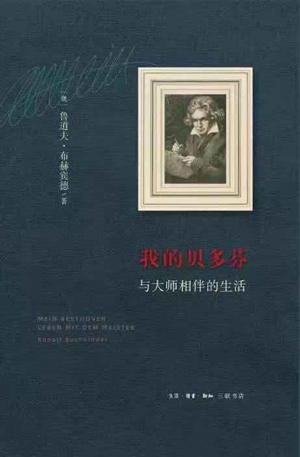 [奥] 鲁道夫·布赫宾德 著
我的贝多芬
与大师相伴的生活
MEIN BEETHOVEN
LEBEN MIT DEM MEISTER
Rudolf Buchbinder
生活·讀書·新知 三联书店